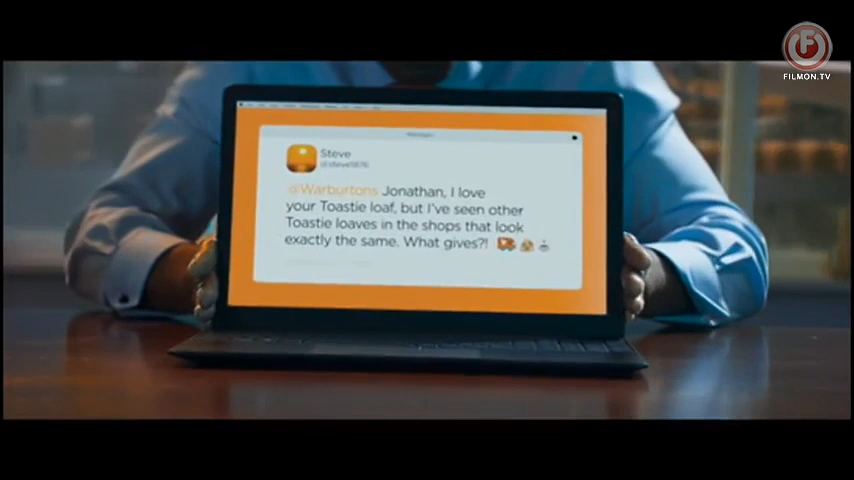 FILMON.TV
Steve
@steve1876
@Warburtons Jonathan, I love
your Toastie loaf, but I've seen other
Toastie loaves in the shops that look
exactly the same. What gives?!